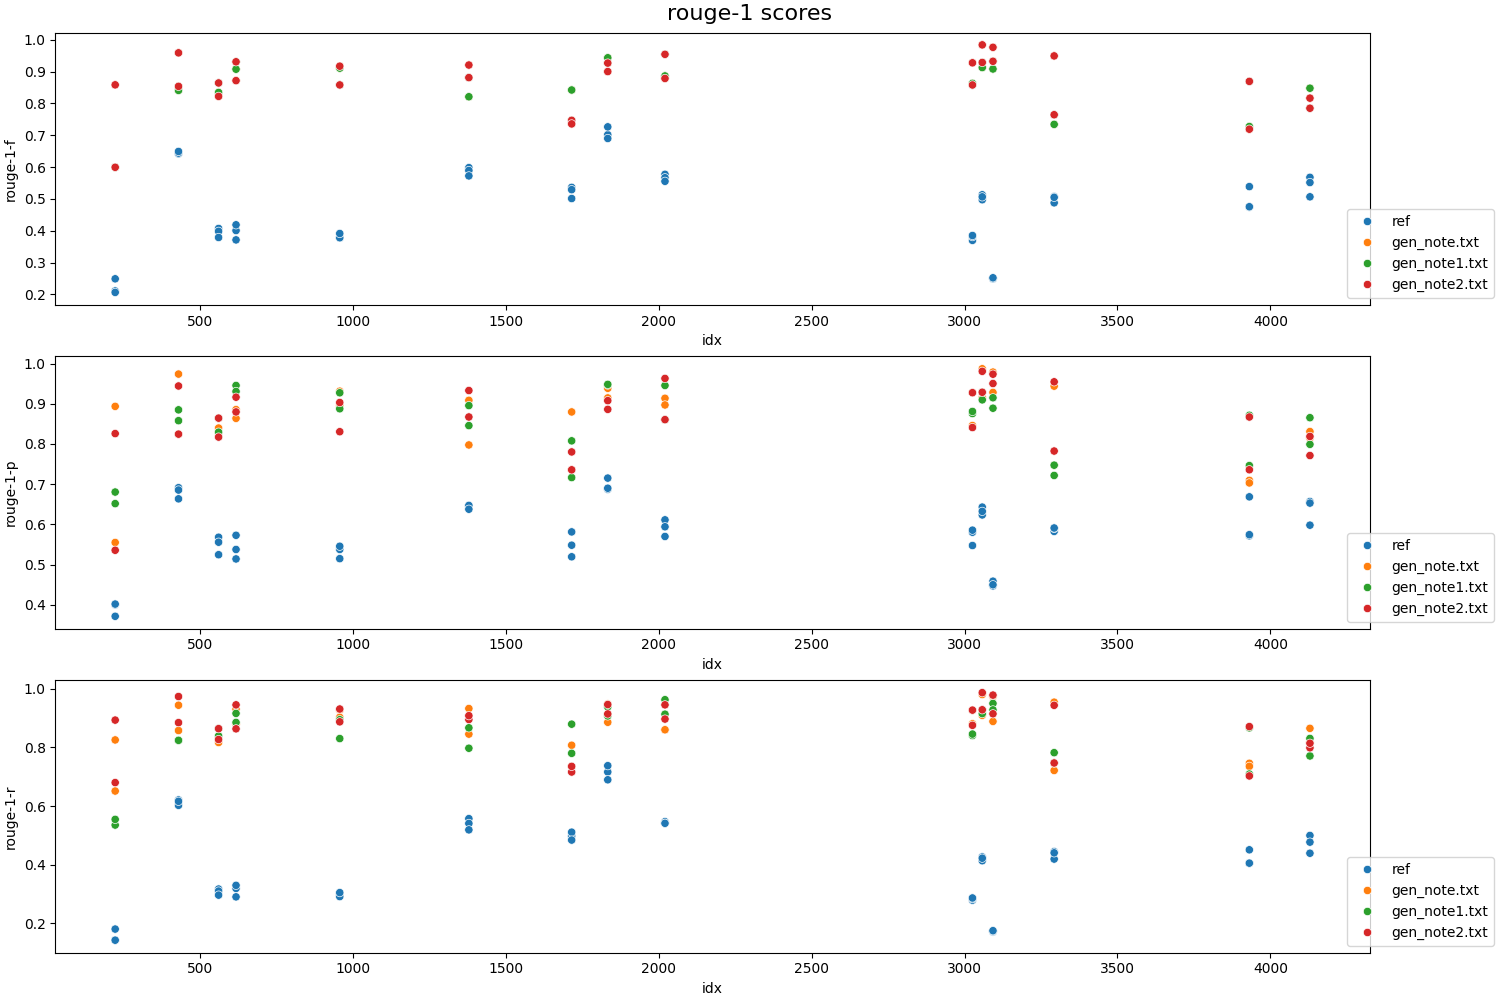 rouge-1 scores
1.0
0.9
0.8
0.7
0.6
0.5
0.4
0.3
0.2
rouge-1-f
500 1000 1500 2000 2500 3000 3500 4000
idx
ref
gen_note.txt
gen_note1.txt
gen_note2.txt
1.0
0.9
0.8
0.7
0.6
0.5
0.4
rouge-1-p
500 1000 1500 2000 2500 3000 3500 4000
idx
ref
gen_note.txt
gen_note1.txt
gen_note2.txt
1.0
0.8
0.6
0.4
0.2
rouge-1-r
500 1000 1500 2000 2500 3000 3500 4000
idx
ref
gen_note.txt
gen_note1.txt
gen_note2.txt